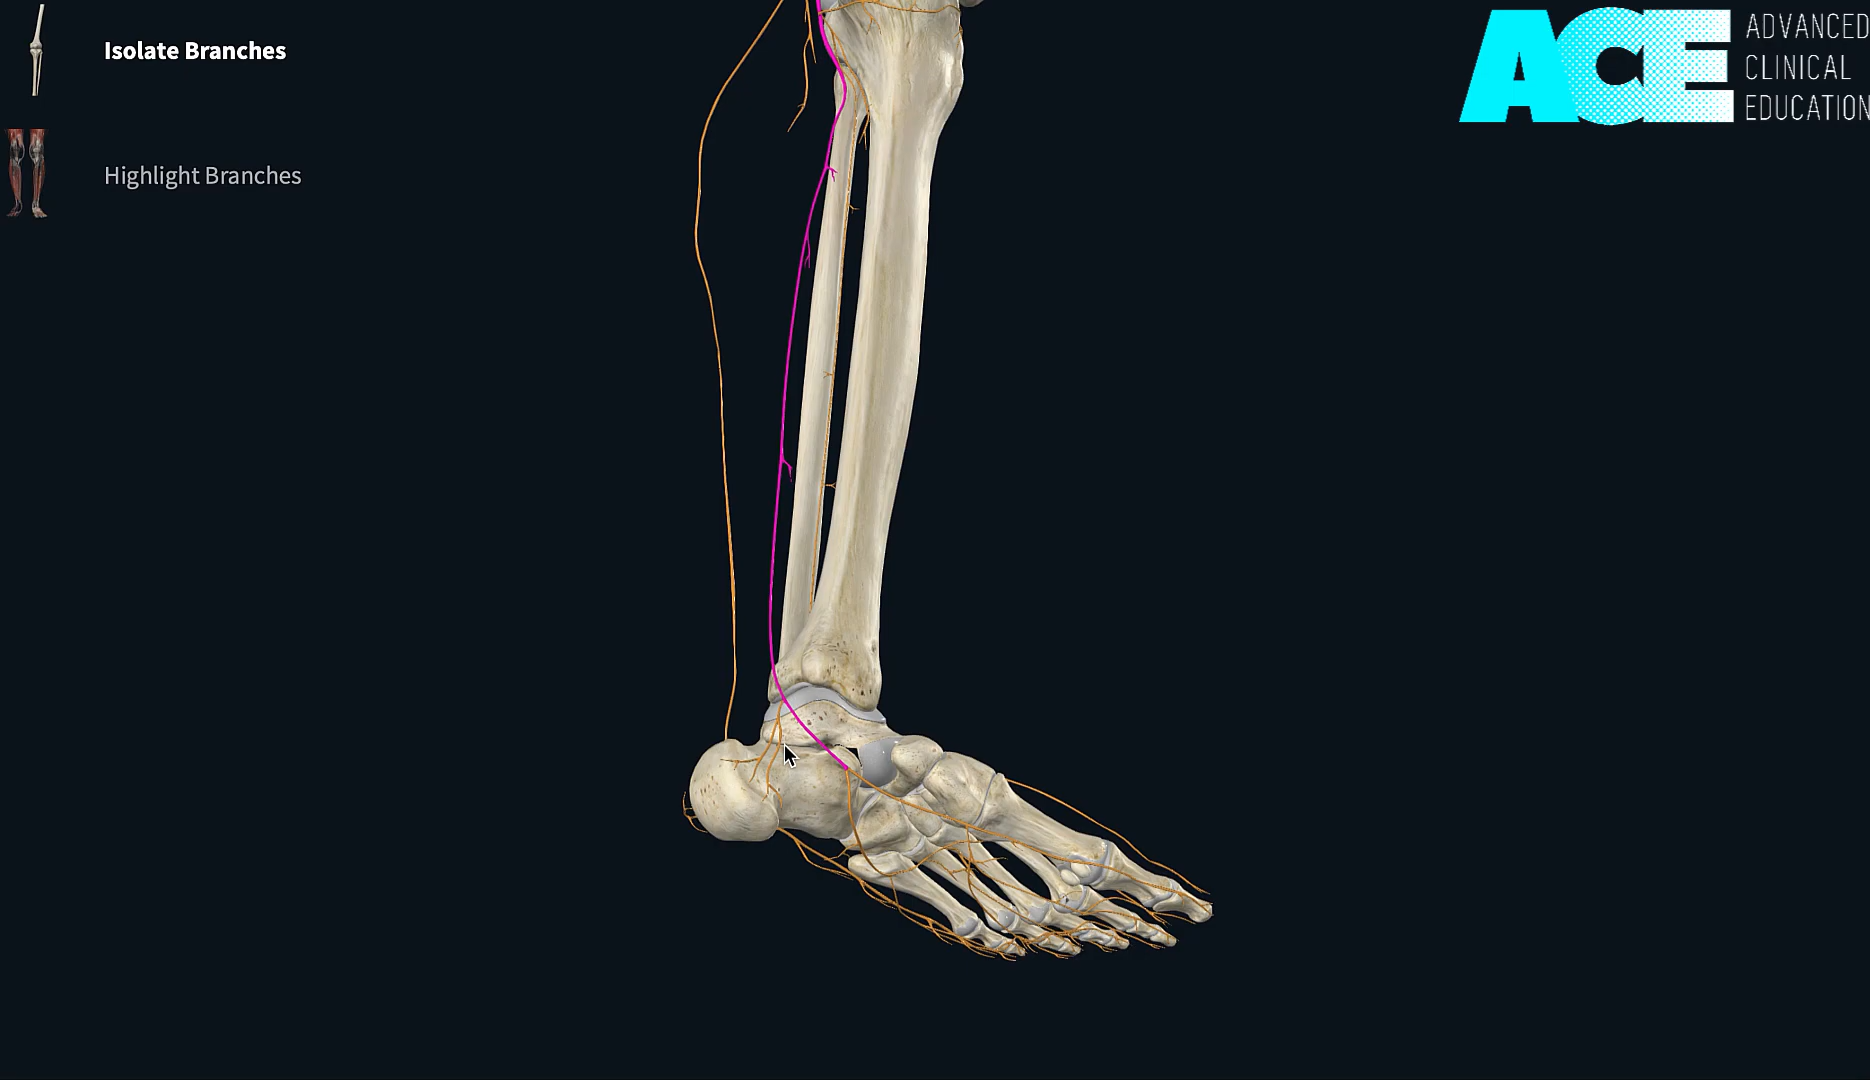 Isolate Branches
Highlight Branches
ACE
ADVANCED
CLINICAL
EDUCATION